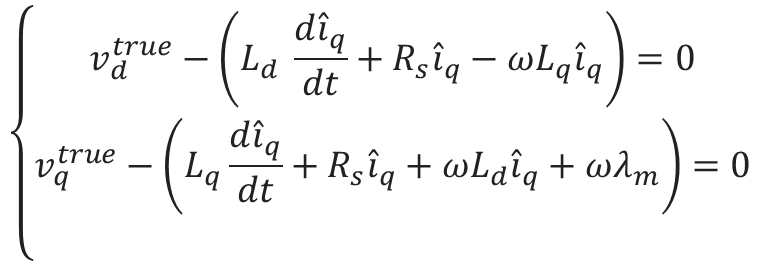 v_d^{true} − (L_d dî_q/dt + R_s î_q − ωL_q î_q) = 0
v_q^{true} − (L_q dî_q/dt + R_s î_q + ωL_d î_q + ωλ_m) = 0